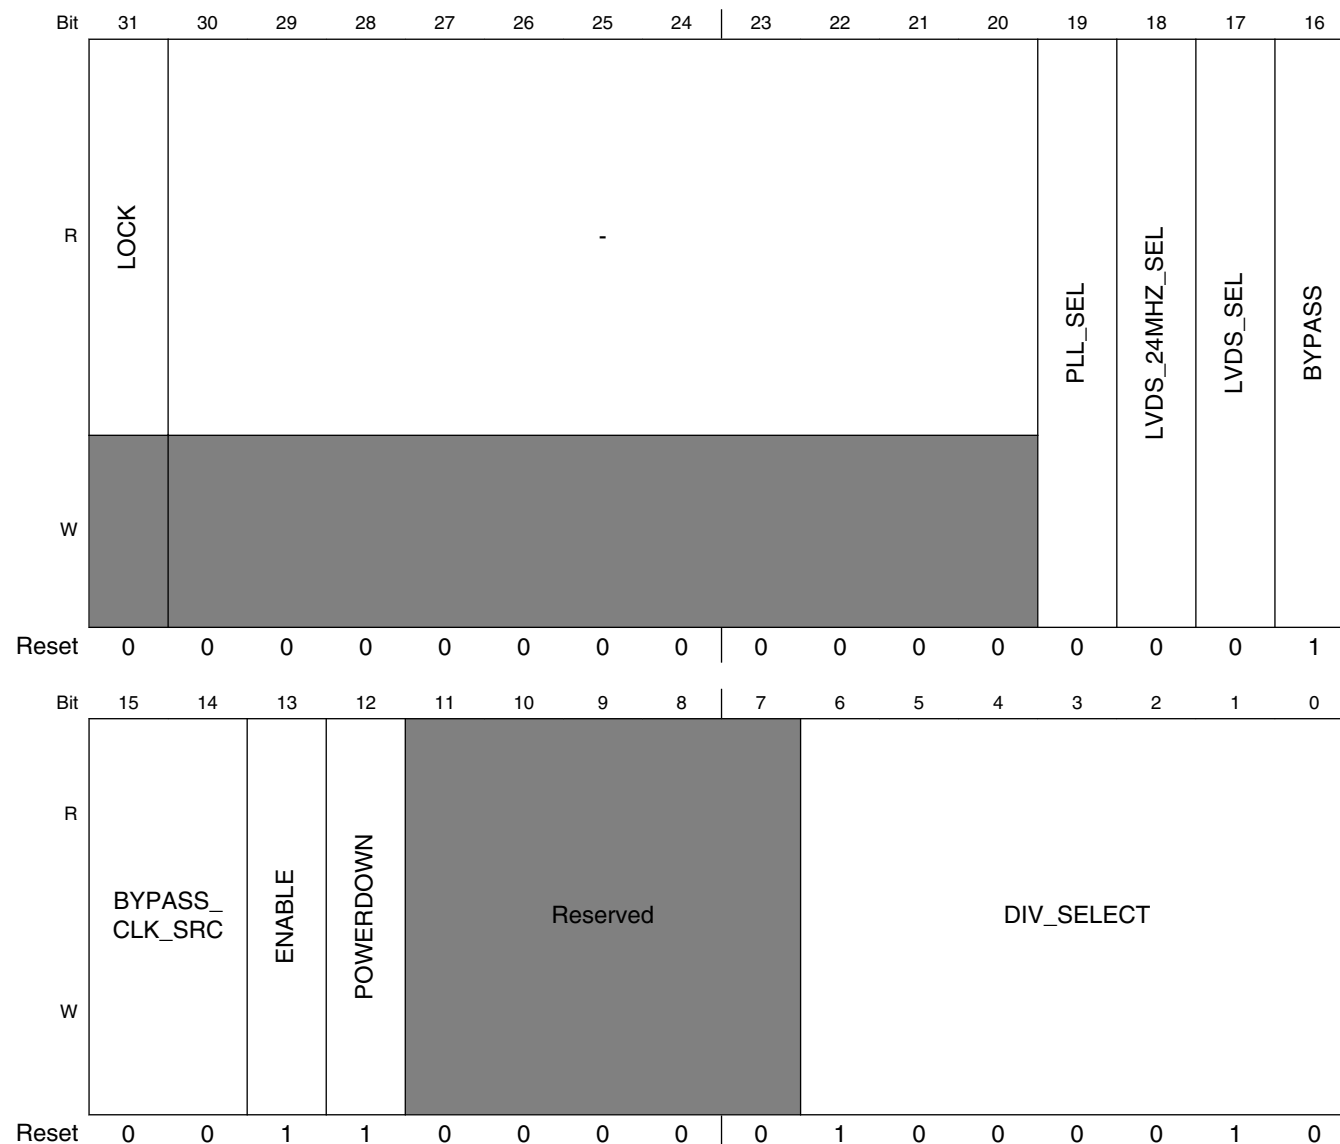 Bit 31 30 29 28 27 26 25 24 23 22 21 20 19 18 17 16
R LOCK - PLL_SEL LVDS_24MHZ_SEL LVDS_SEL BYPASS
W
Reset 0 0 0 0 0 0 0 0 0 0 0 0 0 0 0 1
Bit 15 14 13 12 11 10 9 8 7 6 5 4 3 2 1 0
R
BYPASS_
CLK_SRC ENABLE POWERDOWN Reserved DIV_SELECT
W
Reset 0 0 1 1 0 0 0 0 0 1 0 0 0 0 1 0